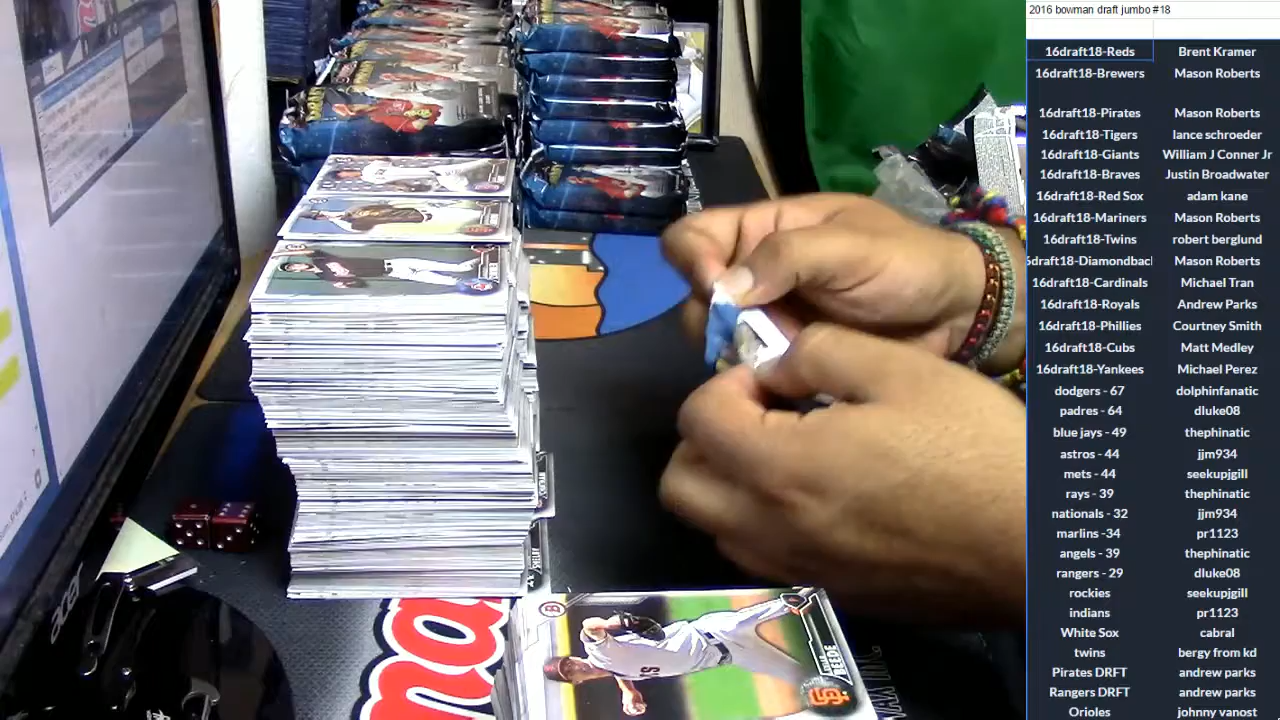 2016 bowman draft jumbo #18
16draft18-Reds Brent Kramer
16draft18-Brewers Mason Roberts
16draft18-Pirates Mason Roberts
16draft18-Tigers lance schroeder
16draft18-Giants William J Conner Jr
16draft18-Braves Justin Broadwater
16draft18-Red Sox adam kane
16draft18-Mariners Mason Roberts
16draft18-Twins robert berglund
6draft18-Diamondbacl Mason Roberts
16draft18-Cardinals Michael Tran
16draft18-Royals Andrew Parks
16draft18-Phillies Courtney Smith
16draft18-Cubs Matt Medley
16draft18-Yankees Michael Perez
dodgers - 67 dophinfanatic
padres - 64 dluke08
blue jays - 49 thephinatic
astros - 44 jjm934
mets - 44 seekupjgill
rays - 39 thephinatic
nationals - 32 jjm934
marlins -34 pr1123
angels - 39 thephinatic
rangers - 29 dluke08
rockies seekupjgill
indians pr1123
White Sox cabral
twins bergy from kd
Pirates DRFT andrew parks
Rangers DRFT andrew parks
Orioles johnny vanost
acer
BEEDE
SF